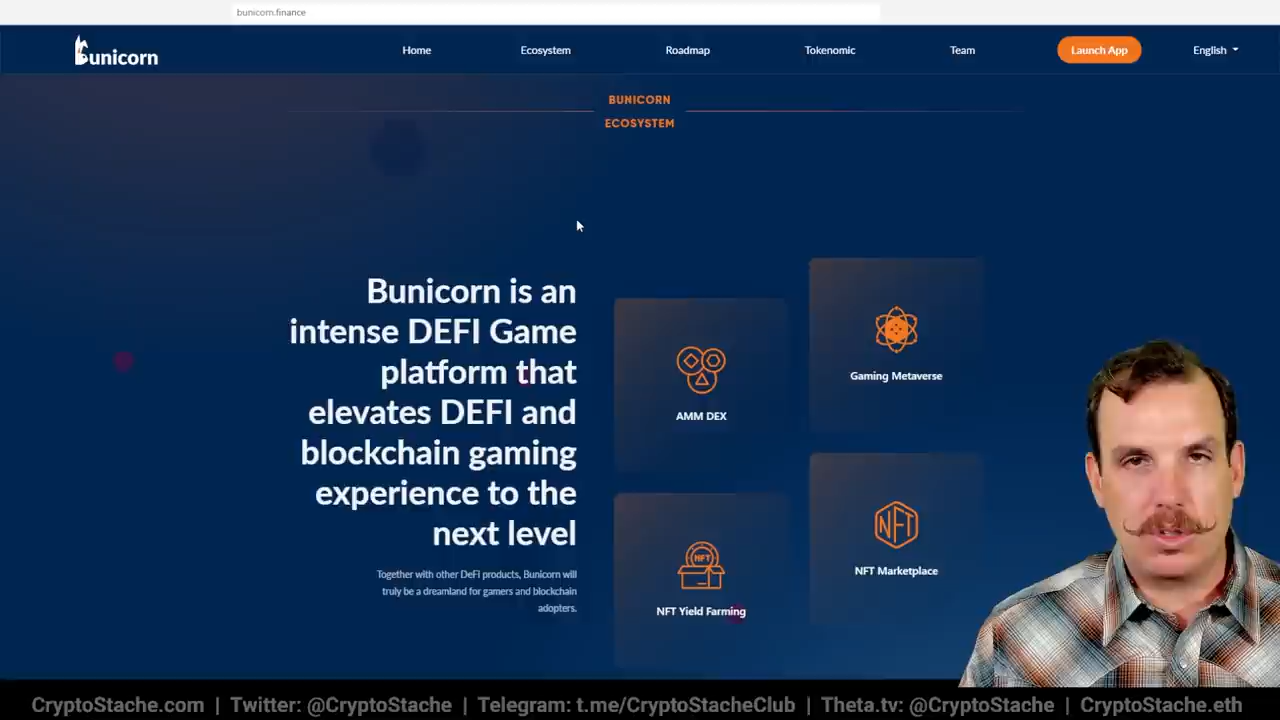 bunicorn.finance
bunicorn
Home Ecosystem Roadmap Tokenomic Team Launch App English
BUNICORN
ECOSYSTEM
Bunicorn is an
intense DEFI Game
platform that
elevates DEFI and
blockchain gaming
experience to the
next level
Together with other DeFi products, Bunicorn will
truly be a dreamland for gamers and blockchain
adopters.
Gaming Metaverse
AMM DEX
NFT
NFT Marketplace
NFT
NFT Yield Farming
CryptoStache.com | Twitter: @CryptoStache | Telegram: t.me/CryptoStacheClub | Theta.tv: @CryptoStache | CryptoStache.eth